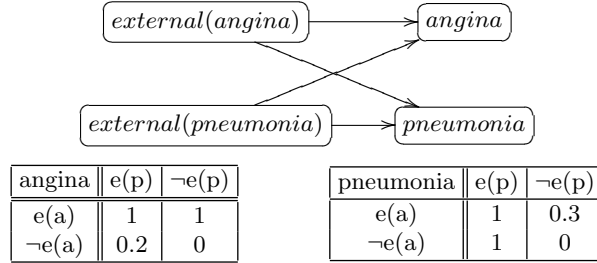 external(angina)
angina
external(pneumonia)
pneumonia
angina e(p) ¬e(p)
e(a) 1 1
¬e(a) 0.2 0
pneumonia e(p) ¬e(p)
e(a) 1 0.3
¬e(a) 1 0